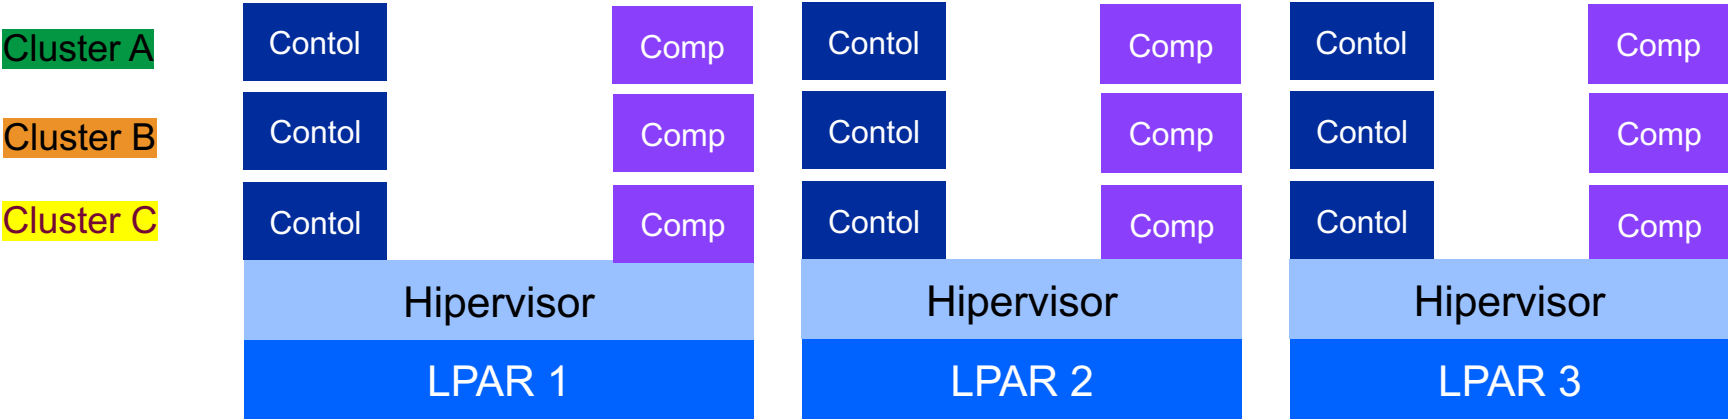 Cluster A Contol Comp Contol Comp Contol Comp
Cluster B Contol Comp Contol Comp Contol Comp
Cluster C Contol Comp Contol Comp Contol Comp
Hipervisor Hipervisor Hipervisor
LPAR 1 LPAR 2 LPAR 3